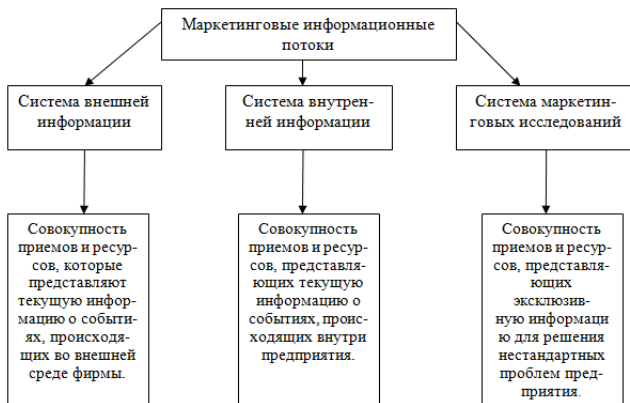 Маркетинговые информационные
потоки
Система внешней
информации
Система внутрен-
ней информации
Система маркетин-
говых исследований
Совокупность
приемов и ресур-
сов, которые
представляют
текущую инфор-
мацию о событи-
ях, происходя-
щих во внешней
среде фирмы.
Совокупность
приемов и ресур-
сов, представля-
ющих текущую
информацию о
событиях, проис-
ходящих внутри
предприятия.
Совокупность
приемов и ресур-
сов, представля-
ющих эксклюзив-
ную информаци
ю для решения
нестандартных
проблем пред-
приятия.